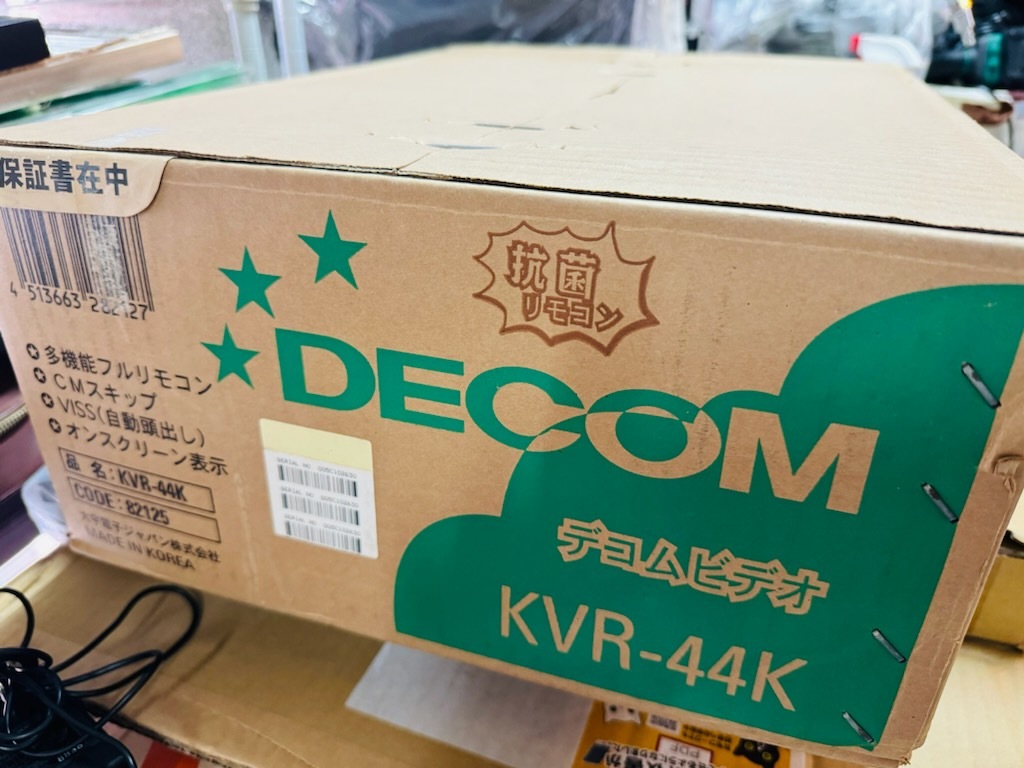 保証書在中
4 513663 282127
抗菌
リモコン
DECOM
✪多機能フルリモコン
✪CMスキップ
✪VISS(自動頭出し)
✪オンスクリーン表示
品 名:KVR-44K
CODE:82125
大宇電子ジャパン株式会社
MADE IN KOREA
デコムビデオ
KVR-44K
PDF